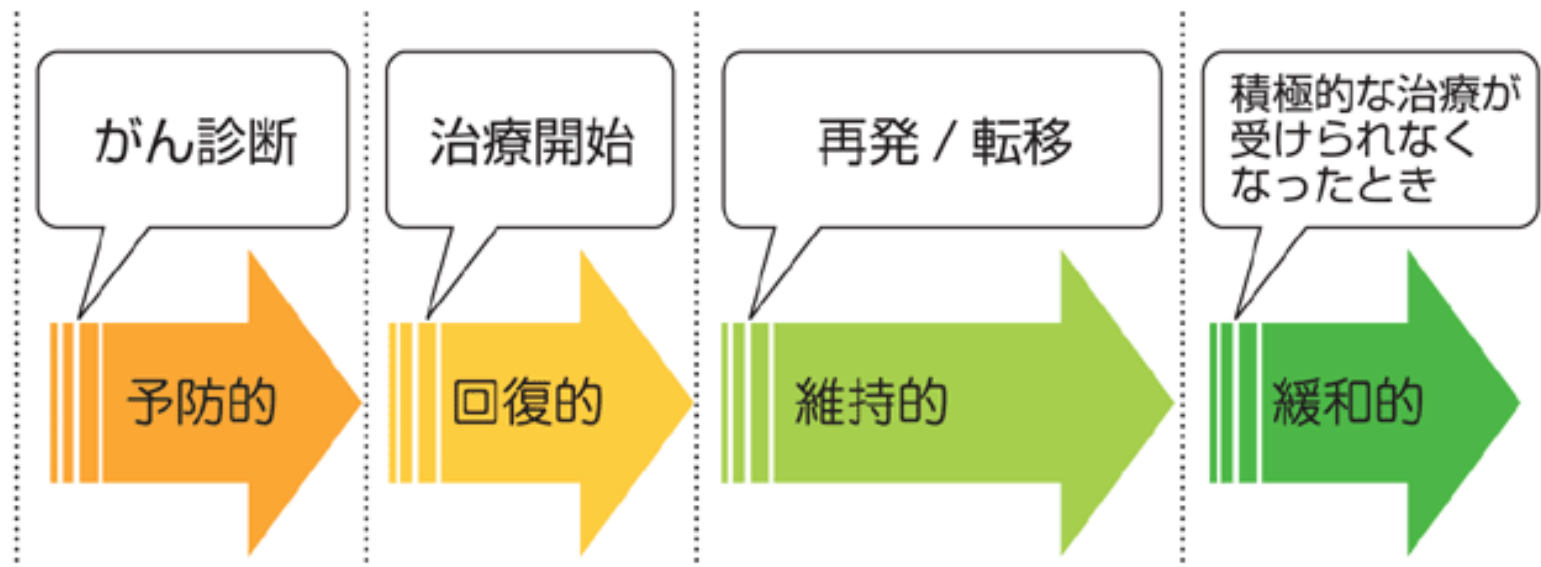 がん診断
治療開始
再発 / 転移
積極的な治療が
受けられなく
なったとき
予防的
回復的
維持的
緩和的